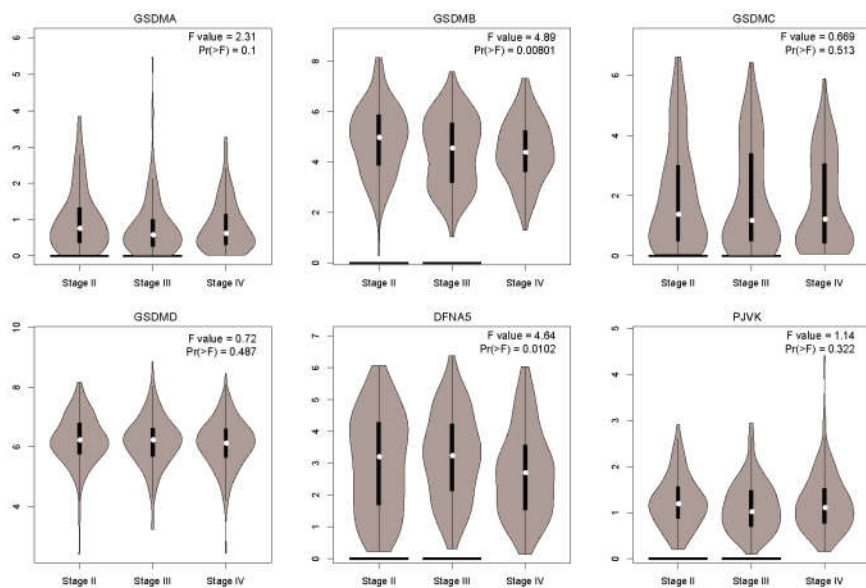 GSDMA
F value = 2.31
Pr(>F) = 0.1
6
5
4
3
2
1
0
Stage II Stage III Stage IV
GSDMB
F value = 4.89
Pr(>F) = 0.00801
8
6
4
2
0
Stage II Stage III Stage IV
GSDMC
F value = 0.669
Pr(>F) = 0.513
6
4
2
0
Stage II Stage III Stage IV
GSDMD
F value = 0.72
Pr(>F) = 0.487
10
8
6
4
Stage II Stage III Stage IV
DFNA5
F value = 4.64
Pr(>F) = 0.0102
7
6
5
4
3
2
1
0
Stage II Stage III Stage IV
PJVK
F value = 1.14
Pr(>F) = 0.322
5
4
3
2
1
0
Stage II Stage III Stage IV